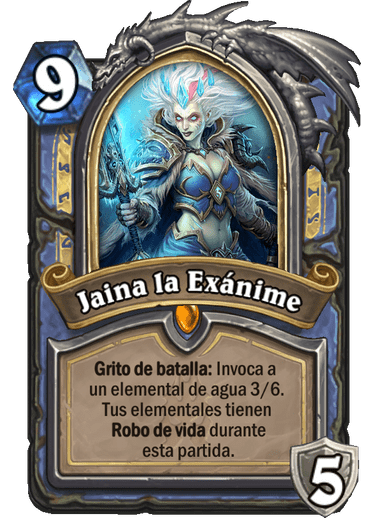 9
Jaina la Exánime
Grito de batalla: Invoca a
un elemental de agua 3/6.
Tus elementales tienen
Robo de vida durante
esta partida.
5